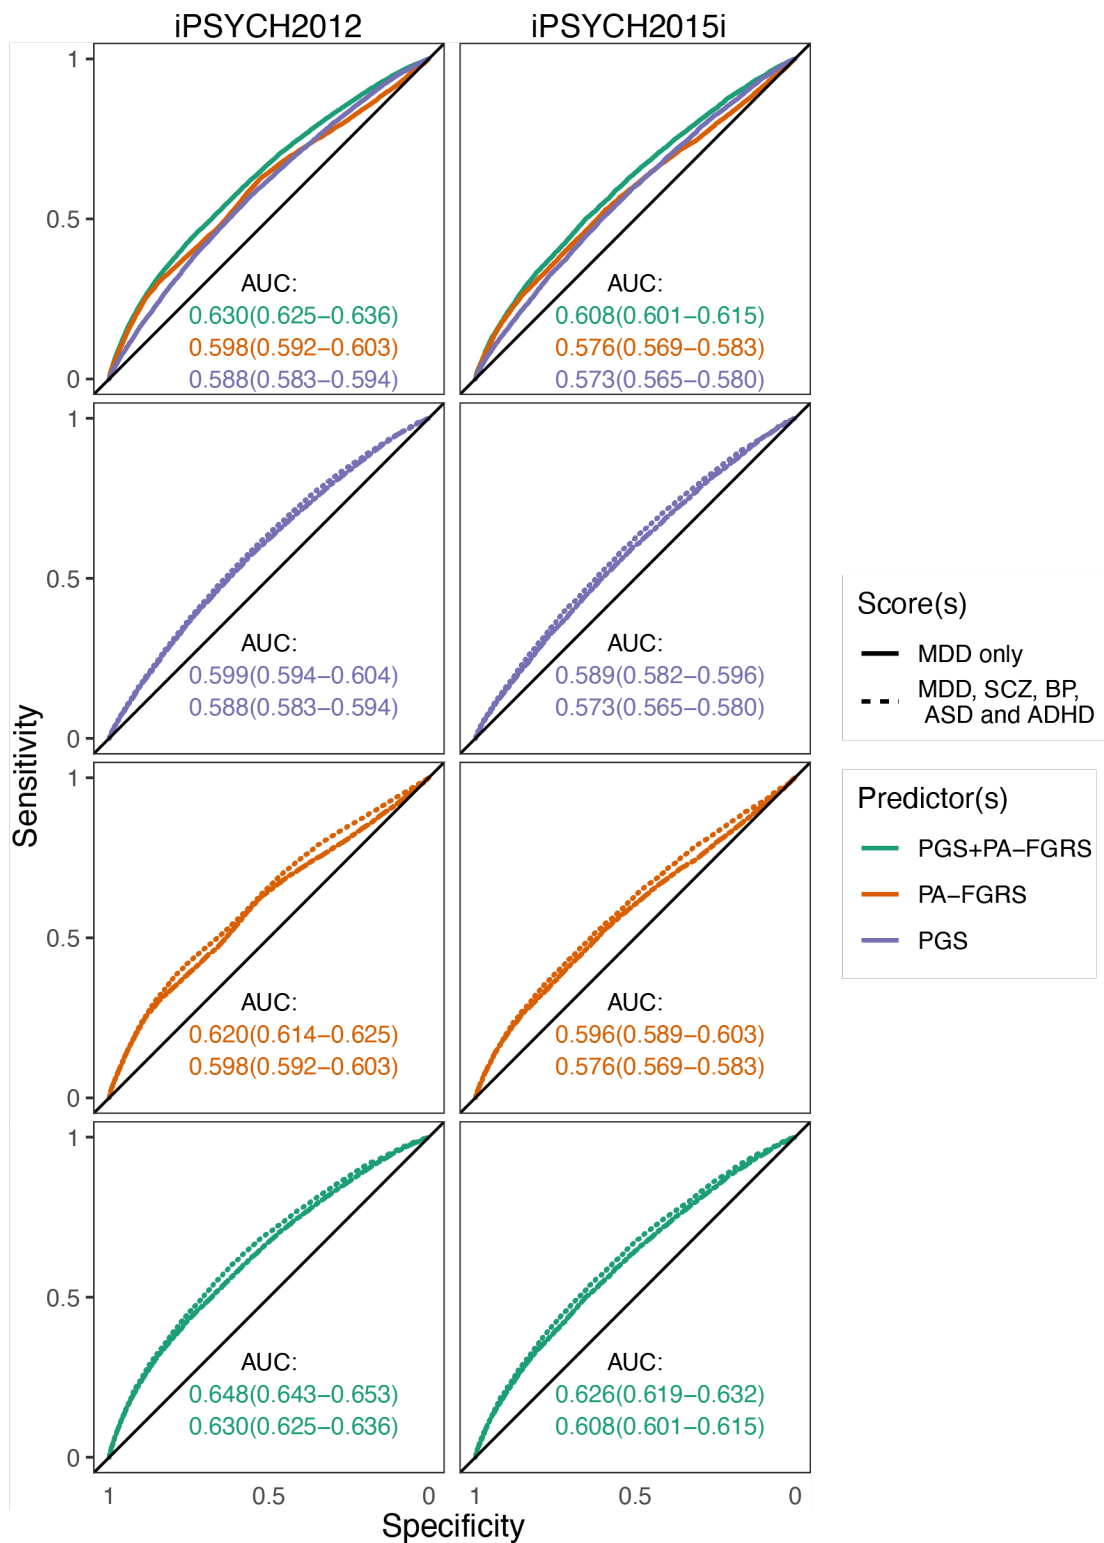 iPSYCH2012
iPSYCH2015i
1
0.5
0
AUC:
0.630(0.625−0.636)
0.598(0.592−0.603)
0.588(0.583−0.594)
AUC:
0.608(0.601−0.615)
0.576(0.569−0.583)
0.573(0.565−0.580)
1
0.5
0
AUC:
0.599(0.594−0.604)
0.588(0.583−0.594)
AUC:
0.589(0.582−0.596)
0.573(0.565−0.580)
1
0.5
0
AUC:
0.620(0.614−0.625)
0.598(0.592−0.603)
AUC:
0.596(0.589−0.603)
0.576(0.569−0.583)
1
0.5
0
AUC:
0.648(0.643−0.653)
0.630(0.625−0.636)
AUC:
0.626(0.619−0.632)
0.608(0.601−0.615)
1
0.5
0
1
0.5
0
Specificity
Sensitivity
Score(s)
MDD only
MDD, SCZ, BP,
ASD and ADHD
Predictor(s)
PGS+PA−FGRS
PA−FGRS
PGS